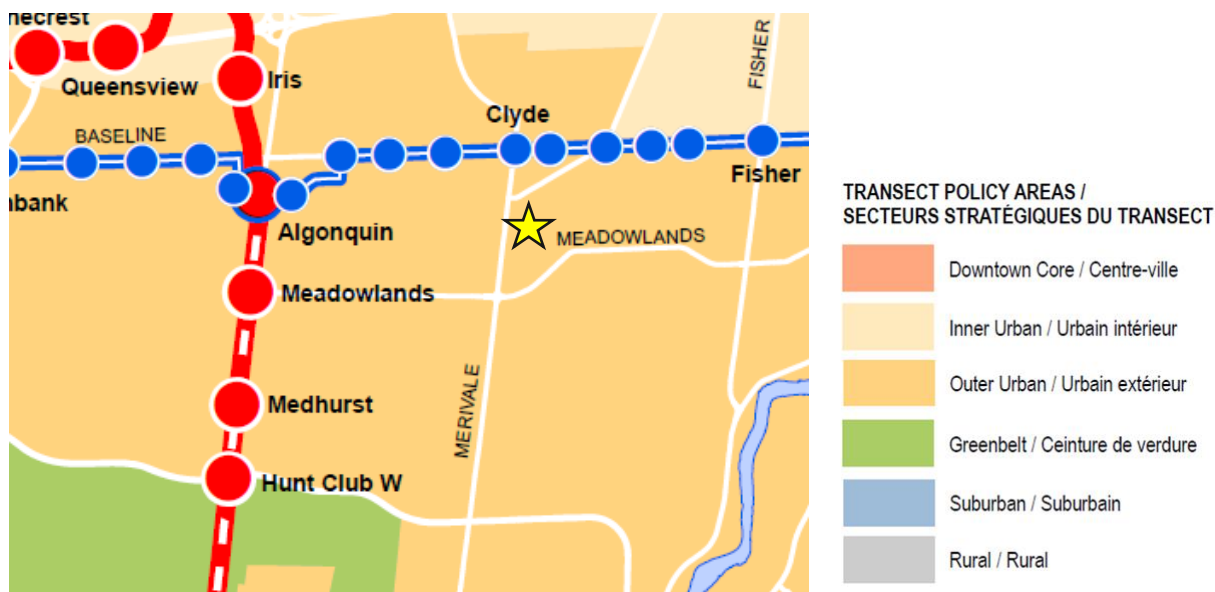 necrest
Queensview
Iris
FISHER
BASELINE
Clyde
Fisher
nbank
Algonquin
MEADOWLANDS
Meadowlands
MERIVALE
Medhurst
Hunt Club W
TRANSECT POLICY AREAS /
SECTEURS STRATÉGIQUES DU TRANSECT
Downtown Core / Centre-ville
Inner Urban / Urbain intérieur
Outer Urban / Urbain extérieur
Greenbelt / Ceinture de verdure
Suburban / Suburbain
Rural / Rural